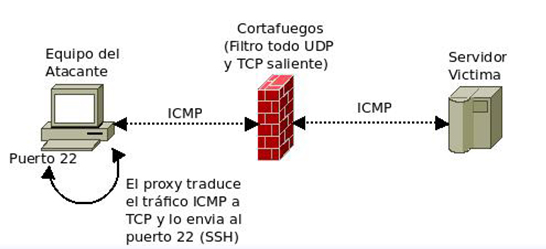 Cortafuegos
(Filtro todo UDP
y TCP saliente)
Equipo del
Atacante
Servidor
Victima
ICMP
ICMP
Puerto 22
El proxy traduce
el tráfico ICMP a
TCP y lo envia al
puerto 22 (SSH)